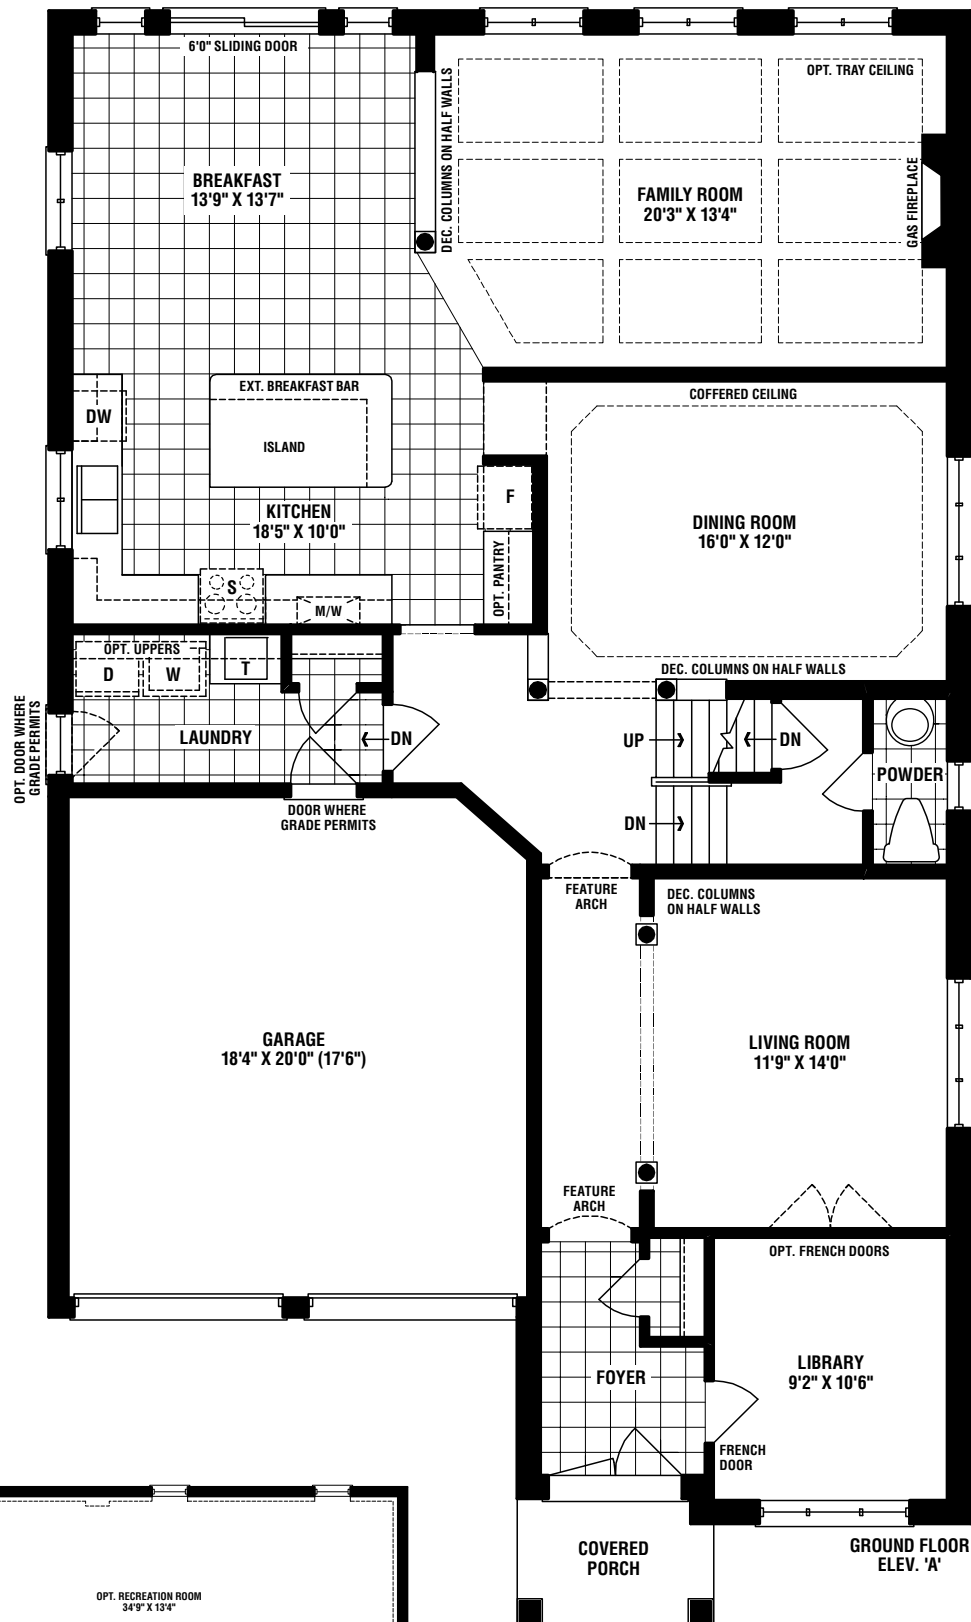 6'0" SLIDING DOOR
OPT. TRAY CEILING
DEC. COLUMNS ON HALF WALLS
BREAKFAST
13'9" X 13'7"
FAMILY ROOM
20'3" X 13'4"
GAS FIREPLACE
EXT. BREAKFAST BAR
COFFERED CEILING
DW
ISLAND
F
KITCHEN
18'5" X 10'0"
DINING ROOM
16'0" X 12'0"
OPT. PANTRY
S
M/W
OPT. UPPERS
D
W
T
DEC. COLUMNS ON HALF WALLS
OPT. DOOR WHERE
GRADE PERMITS
LAUNDRY
DN
UP
DN
POWDER
DOOR WHERE
GRADE PERMITS
DN
FEATURE
ARCH
DEC. COLUMNS
ON HALF WALLS
GARAGE
18'4" X 20'0" (17'6")
LIVING ROOM
11'9" X 14'0"
FEATURE
ARCH
OPT. FRENCH DOORS
FOYER
LIBRARY
9'2" X 10'6"
FRENCH
DOOR
COVERED
PORCH
GROUND FLOOR
ELEV. 'A'
OPT. RECREATION ROOM
34'9" X 13'4"